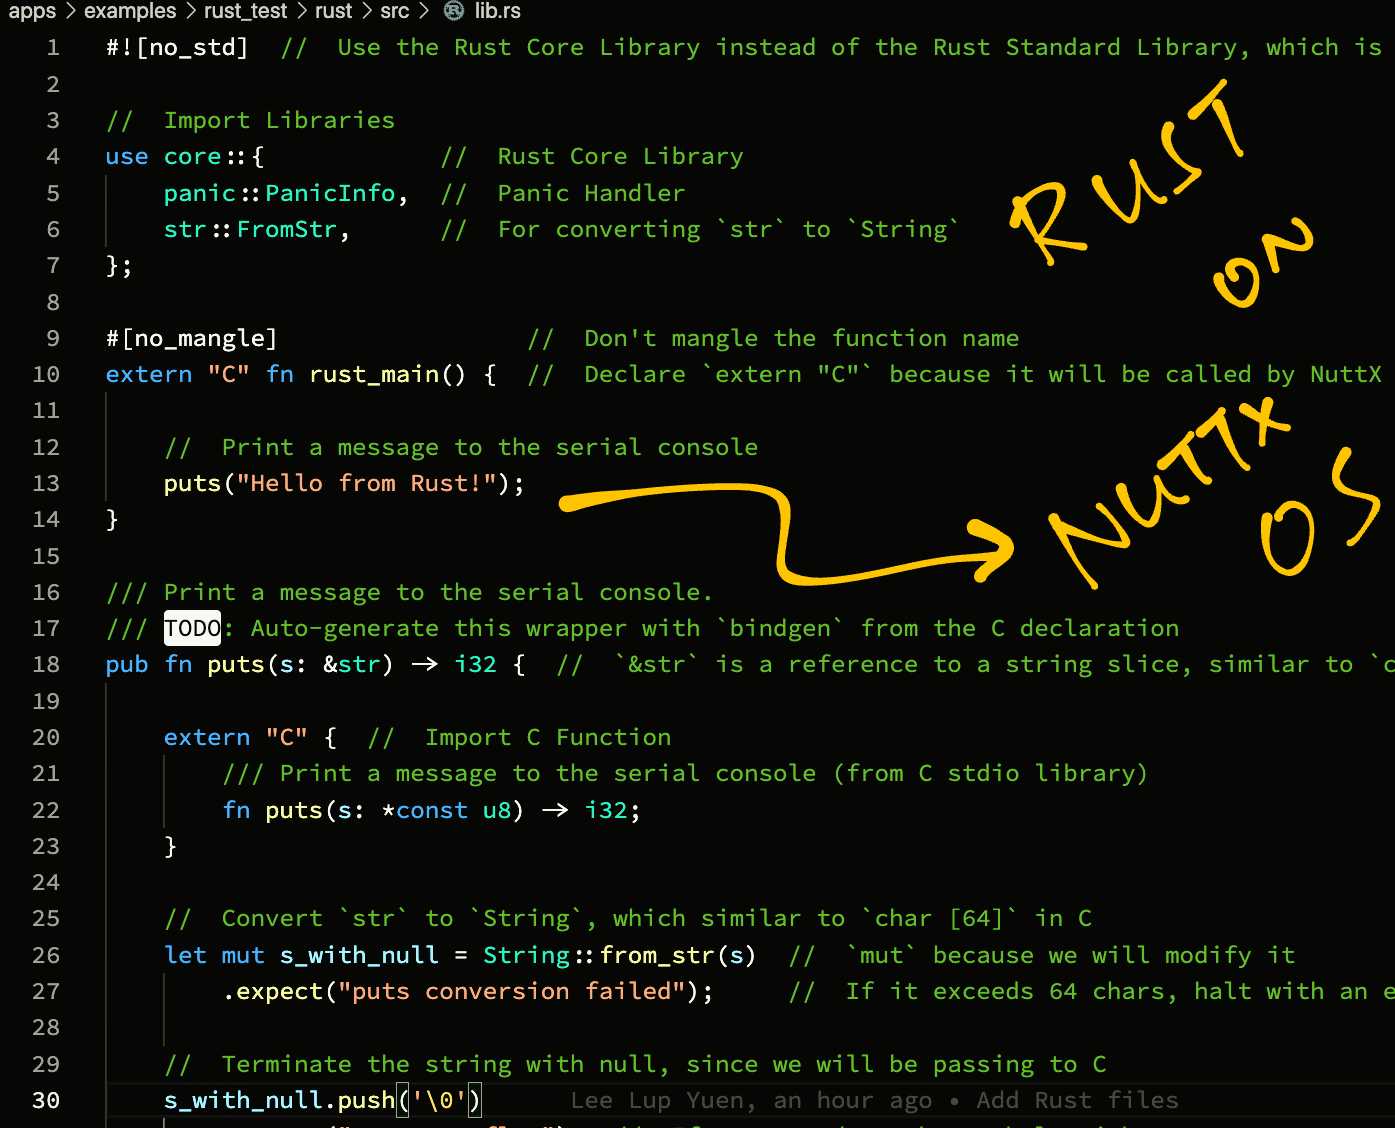 apps > examples > rust_test > rust > src > lib.rs
1 #![no_std] // Use the Rust Core Library instead of the Rust Standard Library, which is
2
3 // Import Libraries
4 use core::{ // Rust Core Library
5 panic::PanicInfo, // Panic Handler
6 str::FromStr, // For converting `str` to `String`
7 };
8
9 #[no_mangle] // Don't mangle the function name
10 extern "C" fn rust_main() { // Declare `extern "C"` because it will be called by NuttX
11
12 // Print a message to the serial console
13 puts("Hello from Rust!");
14 }
15
16 /// Print a message to the serial console.
17 /// TODO: Auto-generate this wrapper with `bindgen` from the C declaration
18 pub fn puts(s: &str) -> i32 { // `&str` is a reference to a string slice, similar to `c
19
20 extern "C" { // Import C Function
21 /// Print a message to the serial console (from C stdio library)
22 fn puts(s: *const u8) -> i32;
23 }
24
25 // Convert `str` to `String`, which similar to `char [64]` in C
26 let mut s_with_null = String::from_str(s) // `mut` because we will modify it
27 .expect("puts conversion failed"); // If it exceeds 64 chars, halt with an e
28
29 // Terminate the string with null, since we will be passing to C
30 s_with_null.push('\0') Lee Lup Yuen, an hour ago • Add Rust files
RUST
ON
NUTTX
OS